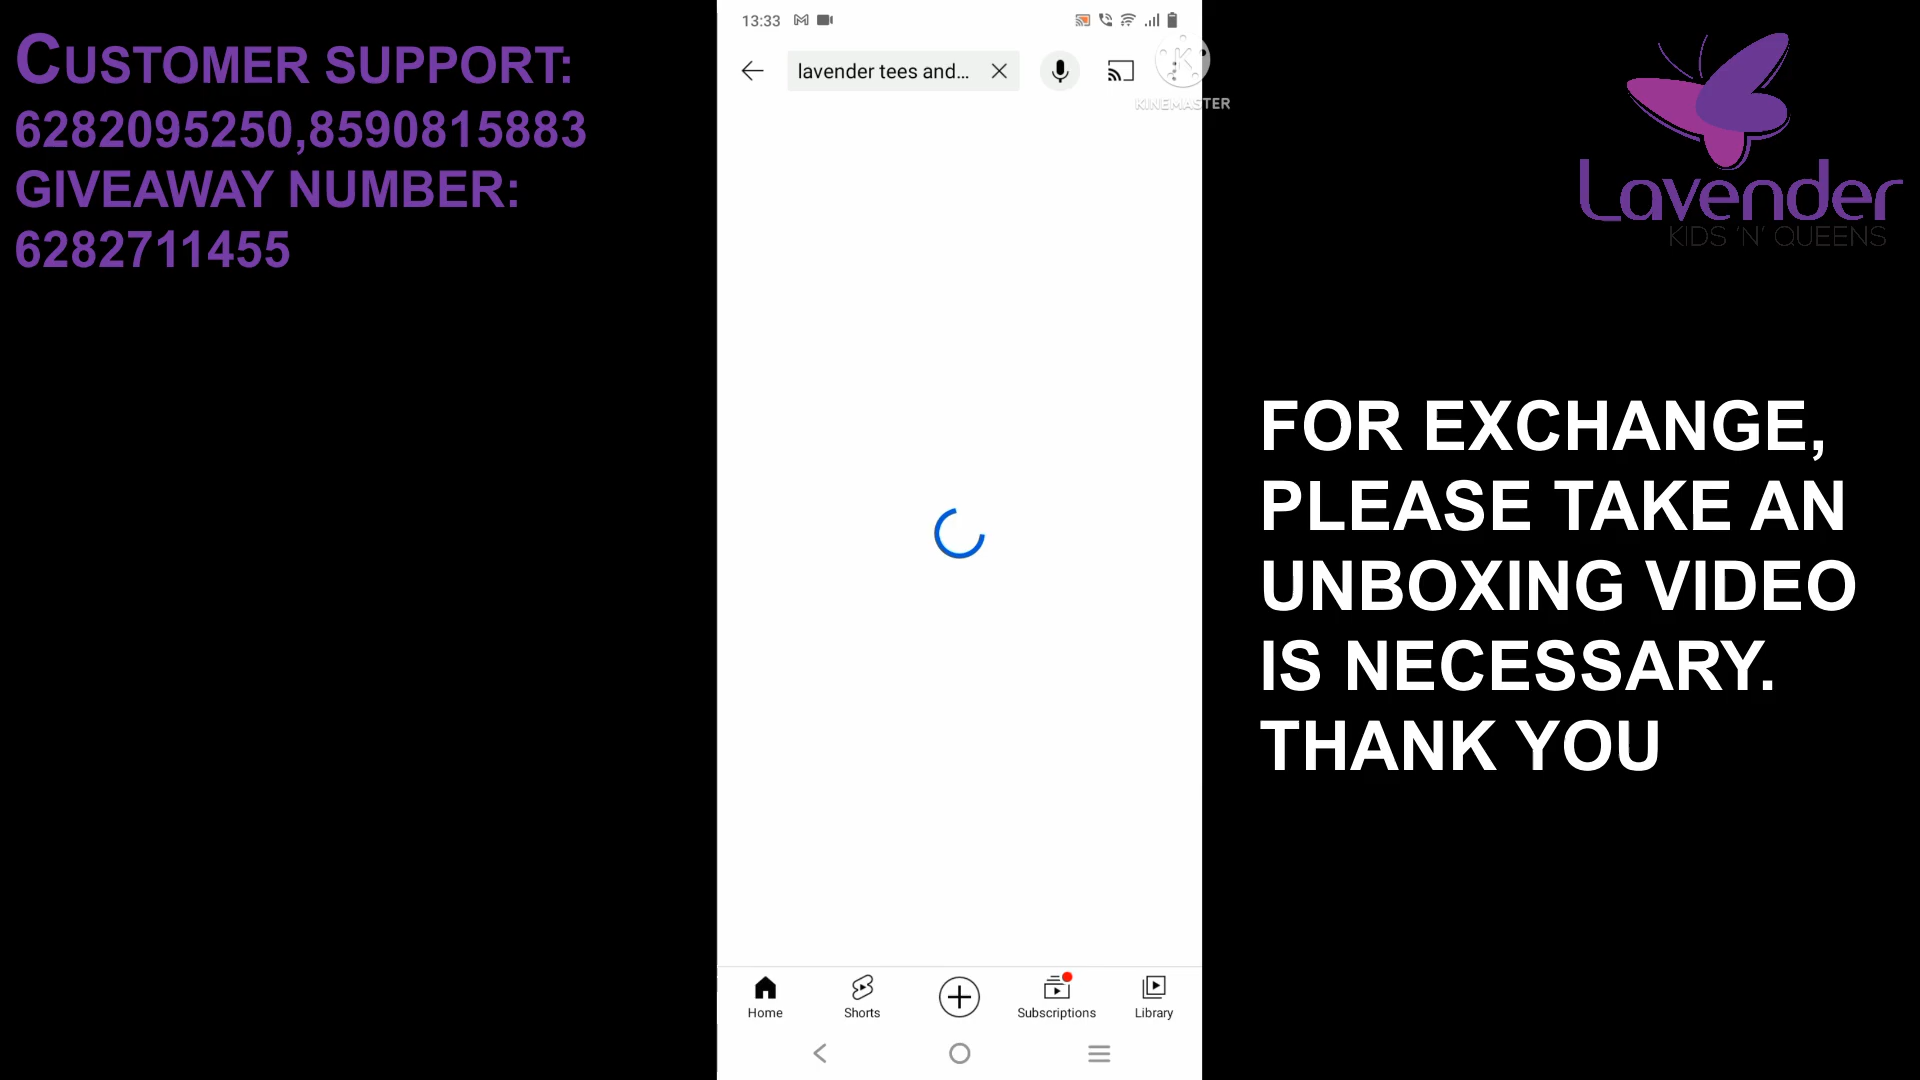 CUSTOMER SUPPORT:
6282095250,8590815883
GIVEAWAY NUMBER:
6282711455
13:33
lavender tees and...
KINEMASTER
Lavender
KIDS 'N' QUEENS
FOR EXCHANGE,
PLEASE TAKE AN
UNBOXING VIDEO
IS NECESSARY.
THANK YOU
Home
Shorts
Subscriptions
Library